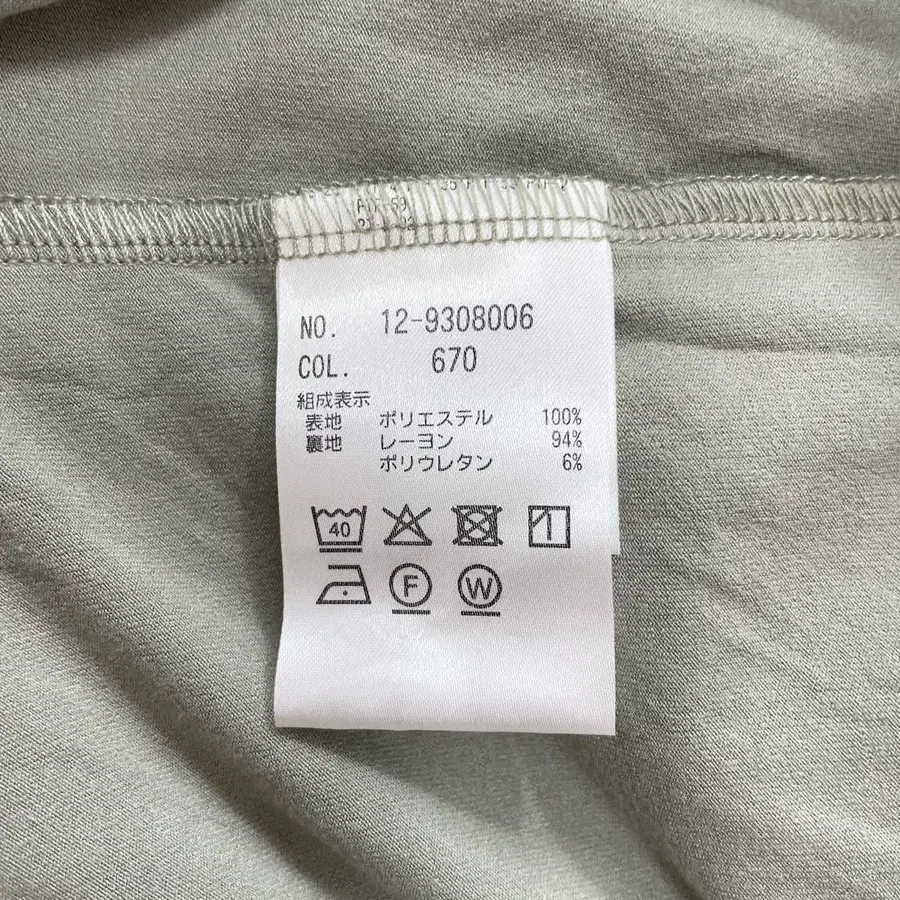 NO. 12-9308006
COL. 670
組成表示
表地 ポリエステル 100%
裏地 レーヨン 94%
ポリウレタン 6%
40
F W